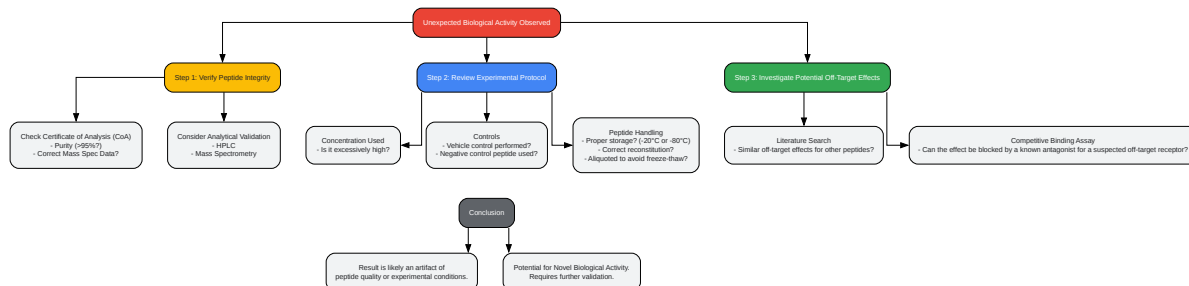 Unexpected Biological Activity Observed
Step 1: Verify Peptide Integrity
Step 2: Review Experimental Protocol
Step 3: Investigate Potential Off-Target Effects
Check Certificate of Analysis (CoA)
- Purity (>95%?)
- Correct Mass Spec Data?
Consider Analytical Validation
- HPLC
- Mass Spectrometry
Concentration Used
- Is it excessively high?
Controls
- Vehicle control performed?
- Negative control peptide used?
Peptide Handling
- Proper storage? (-20°C or -80°C)
- Correct reconstitution?
- Aliquoted to avoid freeze-thaw?
Literature Search
- Similar off-target effects for other peptides?
Competitive Binding Assay
- Can the effect be blocked by a known antagonist for a suspected off-target receptor?
Conclusion
Result is likely an artifact of
peptide quality or experimental conditions.
Potential for Novel Biological Activity.
Requires further validation.